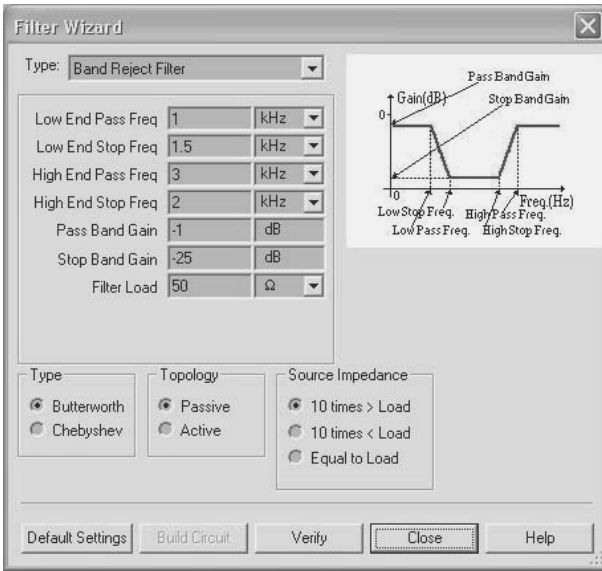 Filter Wizard
Type: Band Reject Filter
Low End Pass Freq 1 kHz
Low End Stop Freq 1.5 kHz
High End Pass Freq 3 kHz
High End Stop Freq 2 kHz
Pass Band Gain -1 dB
Stop Band Gain -25 dB
Filter Load 50 Ω
Pass Band Gain
Gain(dB)
Stop Band Gain
0
0
Freq.(Hz)
Low Stop Freq. High Pass Freq.
Low Pass Freq. High Stop Freq.
Type
Butterworth
Chebyshev
Topology
Passive
Active
Source Impedance
10 times > Load
10 times < Load
Equal to Load
Default Settings Build Circuit Verify Close Help